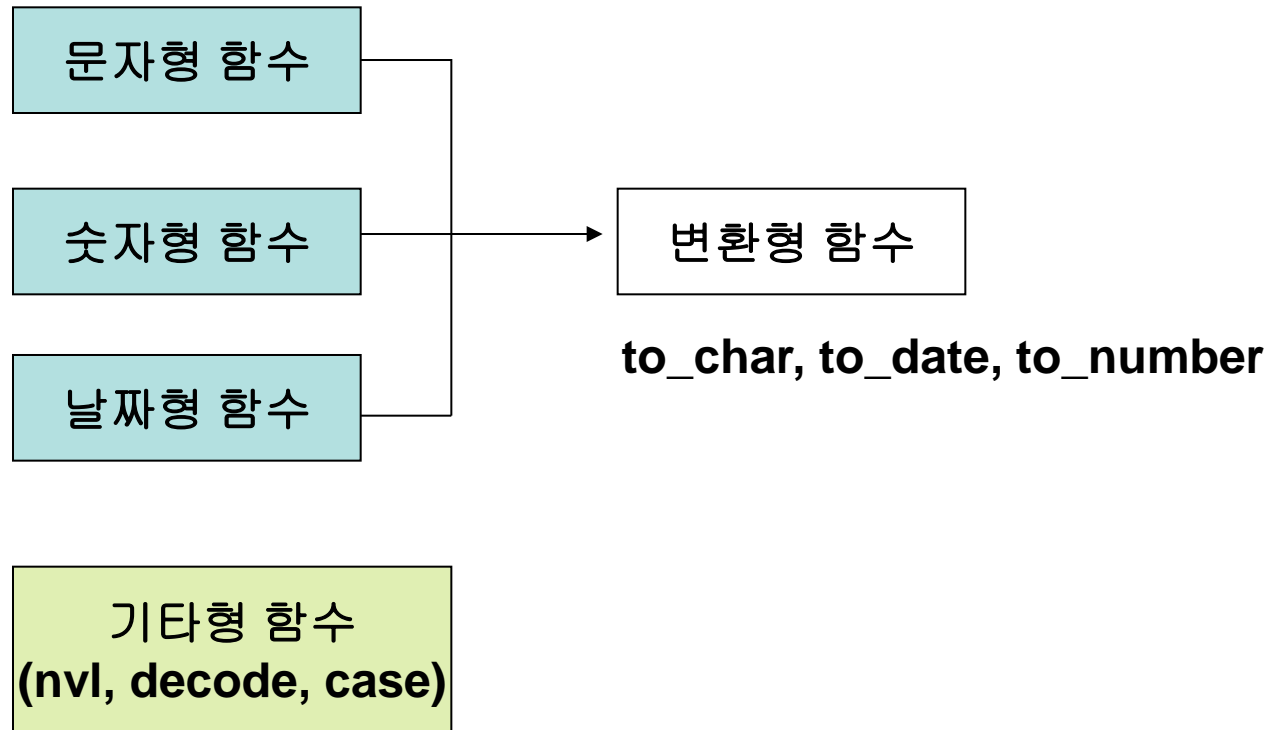 문자형 함수
숫자형 함수
변환형 함수
to_char, to_date, to_number
날짜형 함수
기타형 함수
(nvl, decode, case)